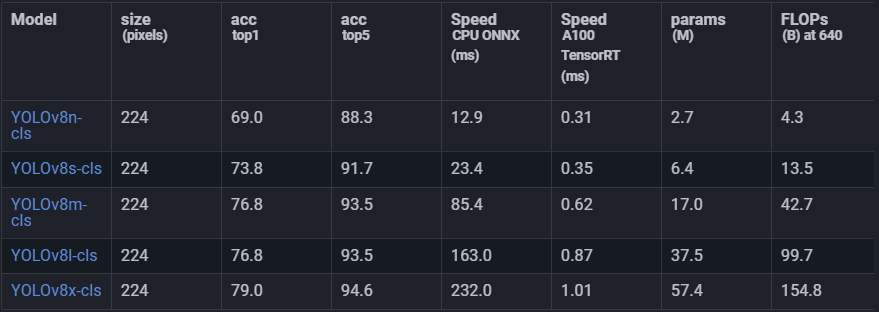 Model size (pixels) acc top1 acc top5 Speed CPU ONNX (ms) Speed A100 TensorRT (ms) params (M) FLOPs (B) at 640
YOLOv8n-cls 224 69.0 88.3 12.9 0.31 2.7 4.3
YOLOv8s-cls 224 73.8 91.7 23.4 0.35 6.4 13.5
YOLOv8m-cls 224 76.8 93.5 85.4 0.62 17.0 42.7
YOLOv8l-cls 224 76.8 93.5 163.0 0.87 37.5 99.7
YOLOv8x-cls 224 79.0 94.6 232.0 1.01 57.4 154.8